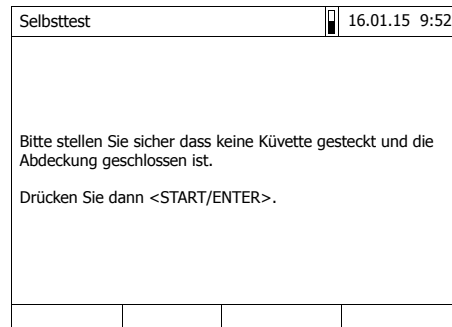 Selbsttest 16.01.15 9:52
Bitte stellen Sie sicher dass keine Küvette gesteckt und die
Abdeckung geschlossen ist.
Drücken Sie dann <START/ENTER>.